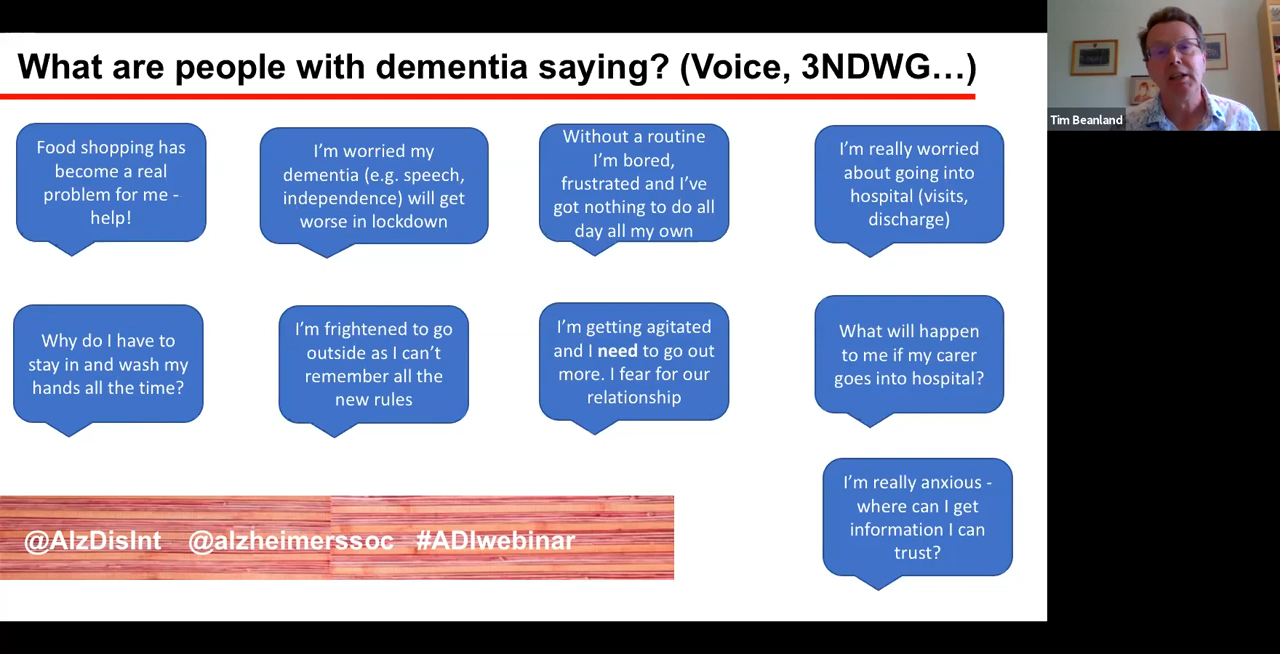 What are people with dementia saying? (Voice, 3NDWG…)
Tim Beanland
Food shopping has
become a real
problem for me -
help!
I’m worried my
dementia (e.g. speech,
independence) will get
worse in lockdown
Without a routine
I’m bored,
frustrated and I’ve
got nothing to do all
day all my own
I’m really worried
about going into
hospital (visits,
discharge)
Why do I have to
stay in and wash my
hands all the time?
I’m frightened to go
outside as I can’t
remember all the
new rules
I’m getting agitated
and I need to go out
more. I fear for our
relationship
What will happen
to me if my carer
goes into hospital?
I’m really anxious -
where can I get
information I can
trust?
@AlzDisInt @alzheimerssoc #ADIwebinar